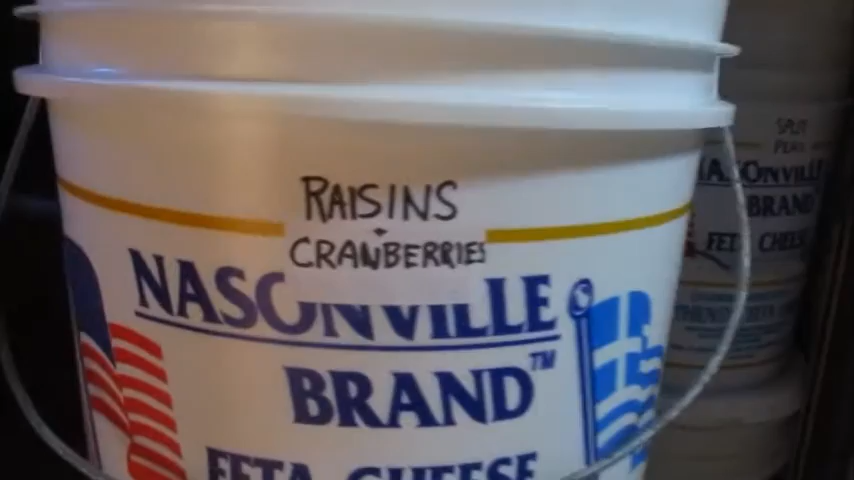 RAISINS
+
CRANBERRIES
NASONVILLE
BRAND™
FETA CHEESE
SPLIT
PEAS
NASONVILLE
BRAND
FETA CHEESE